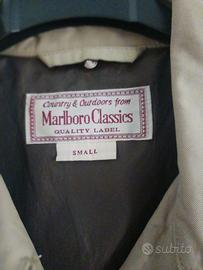 Country & Outdoors from
Marlboro Classics
QUALITY LABEL
SMALL
subito